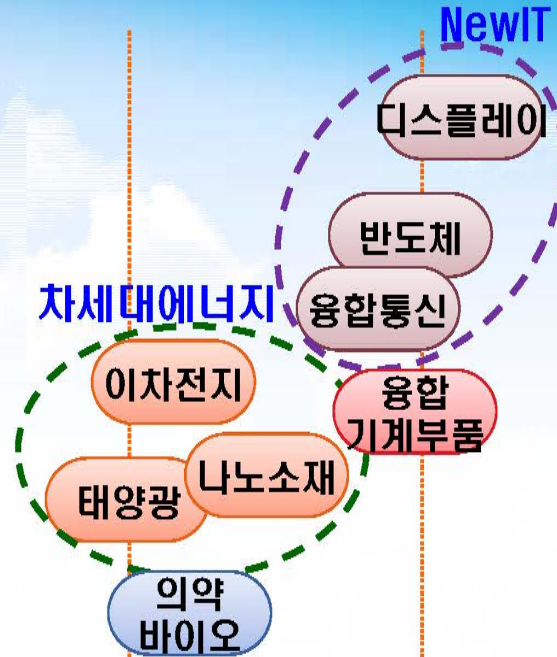 NewIT
디스플레이
반도체
융합통신
차세대에너지
이차전지
융합
기계부품
나노소재
태양광
의약
바이오